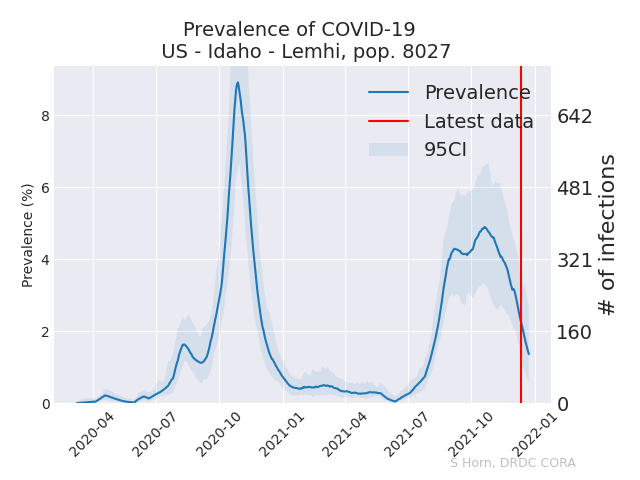 Prevalence of COVID-19
US - Idaho - Lemhi, pop. 8027
Prevalence
Latest data
95CI
Prevalence (%)
8
6
4
2
0
642
481
321
160
0
# of infections
2020-04
2020-07
2020-10
2021-01
2021-04
2021-07
2021-10
2022-01
S Horn, DRDC CORA